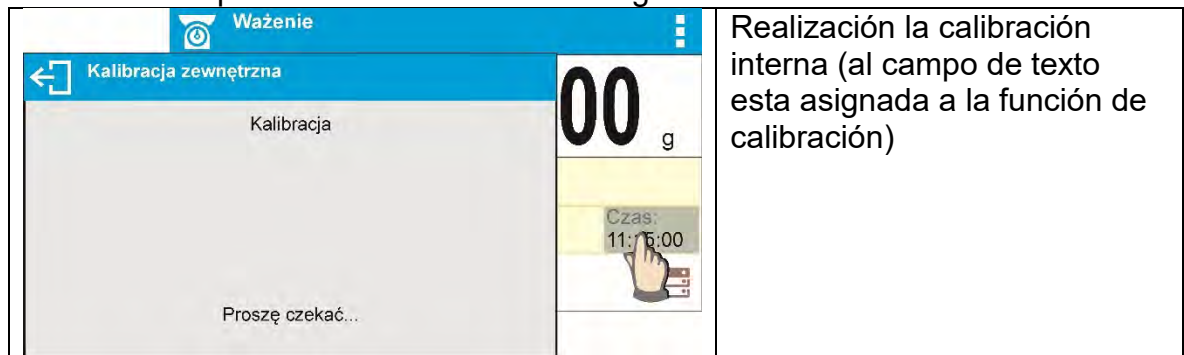 Ważenie
Kalibracja zewnętrzna
Kalibracja
00 g
Czas:
Proszę czekać...
Realización la calibración
interna (al campo de texto
esta asignada a la función de
calibración)